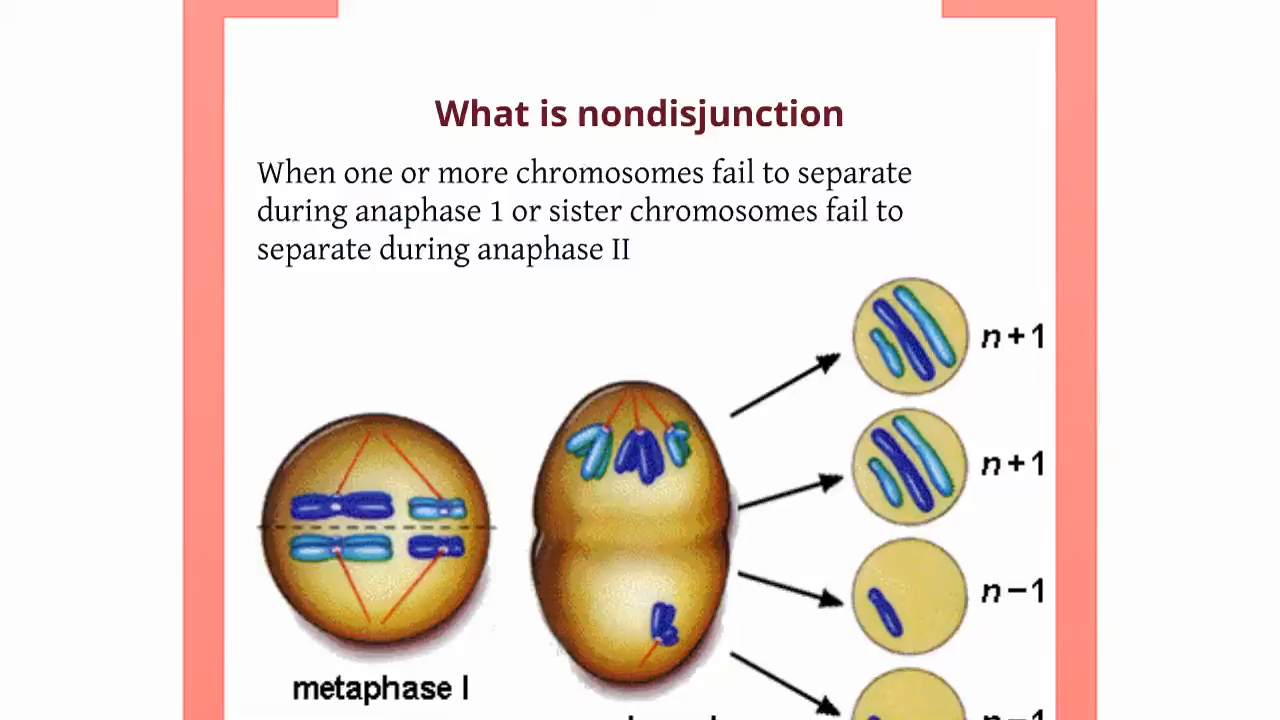 What is nondisjunction
When one or more chromosomes fail to separate
during anaphase 1 or sister chromosomes fail to
separate during anaphase II
n+1
n+1
n−1
metaphase I
n−1